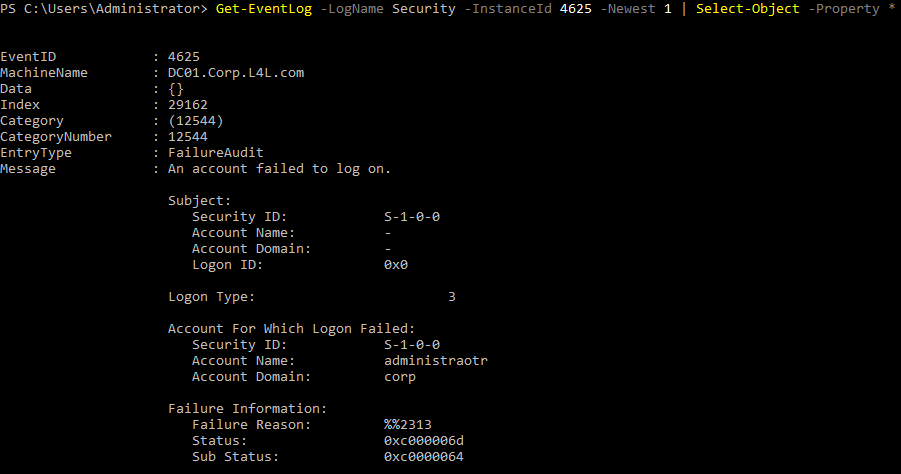 PS C:\Users\Administrator> Get-EventLog -LogName Security -InstanceId 4625 -Newest 1 | Select-Object -Property *
EventID : 4625
MachineName : DC01.Corp.L4L.com
Data : {}
Index : 29162
Category : (12544)
CategoryNumber : 12544
EntryType : FailureAudit
Message : An account failed to log on.
Subject:
Security ID: S-1-0-0
Account Name: -
Account Domain: -
Logon ID: 0x0
Logon Type: 3
Account For Which Logon Failed:
Security ID: S-1-0-0
Account Name: administraotr
Account Domain: corp
Failure Information:
Failure Reason: %%2313
Status: 0xc000006d
Sub Status: 0xc0000064